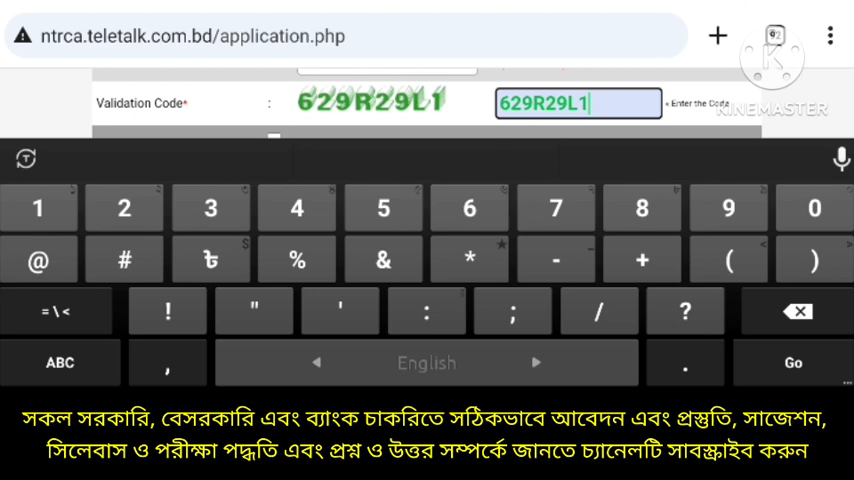 ntrca.teletalk.com.bd/application.php
92
KINEMASTER
Validation Code* : 629R29L1 629R29L1 « Enter the Code
1 2 3 4 5 6 7 8 9 0
@ # ৳ % & * - + ( )
= \ < ! " ' : ; / ?
ABC , English . Go
সকল সরকারি, বেসরকারি এবং ব্যাংক চাকরিতে সঠিকভাবে আবেদন এবং প্রস্তুতি, সাজেশন,
সিলেবাস ও পরীক্ষা পদ্ধতি এবং প্রশ্ন ও উত্তর সম্পর্কে জানতে চ্যানেলটি সাবস্ক্রাইব করুন